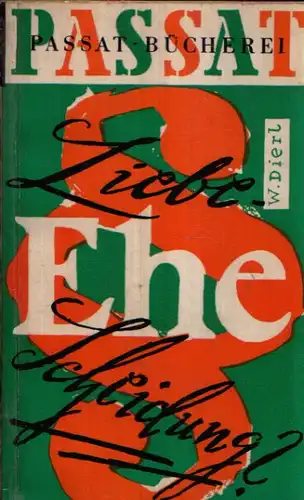 PASSAT
PASSAT-BÜCHEREI
Liebe-
W. Dierl
Ehe
Scheidung?